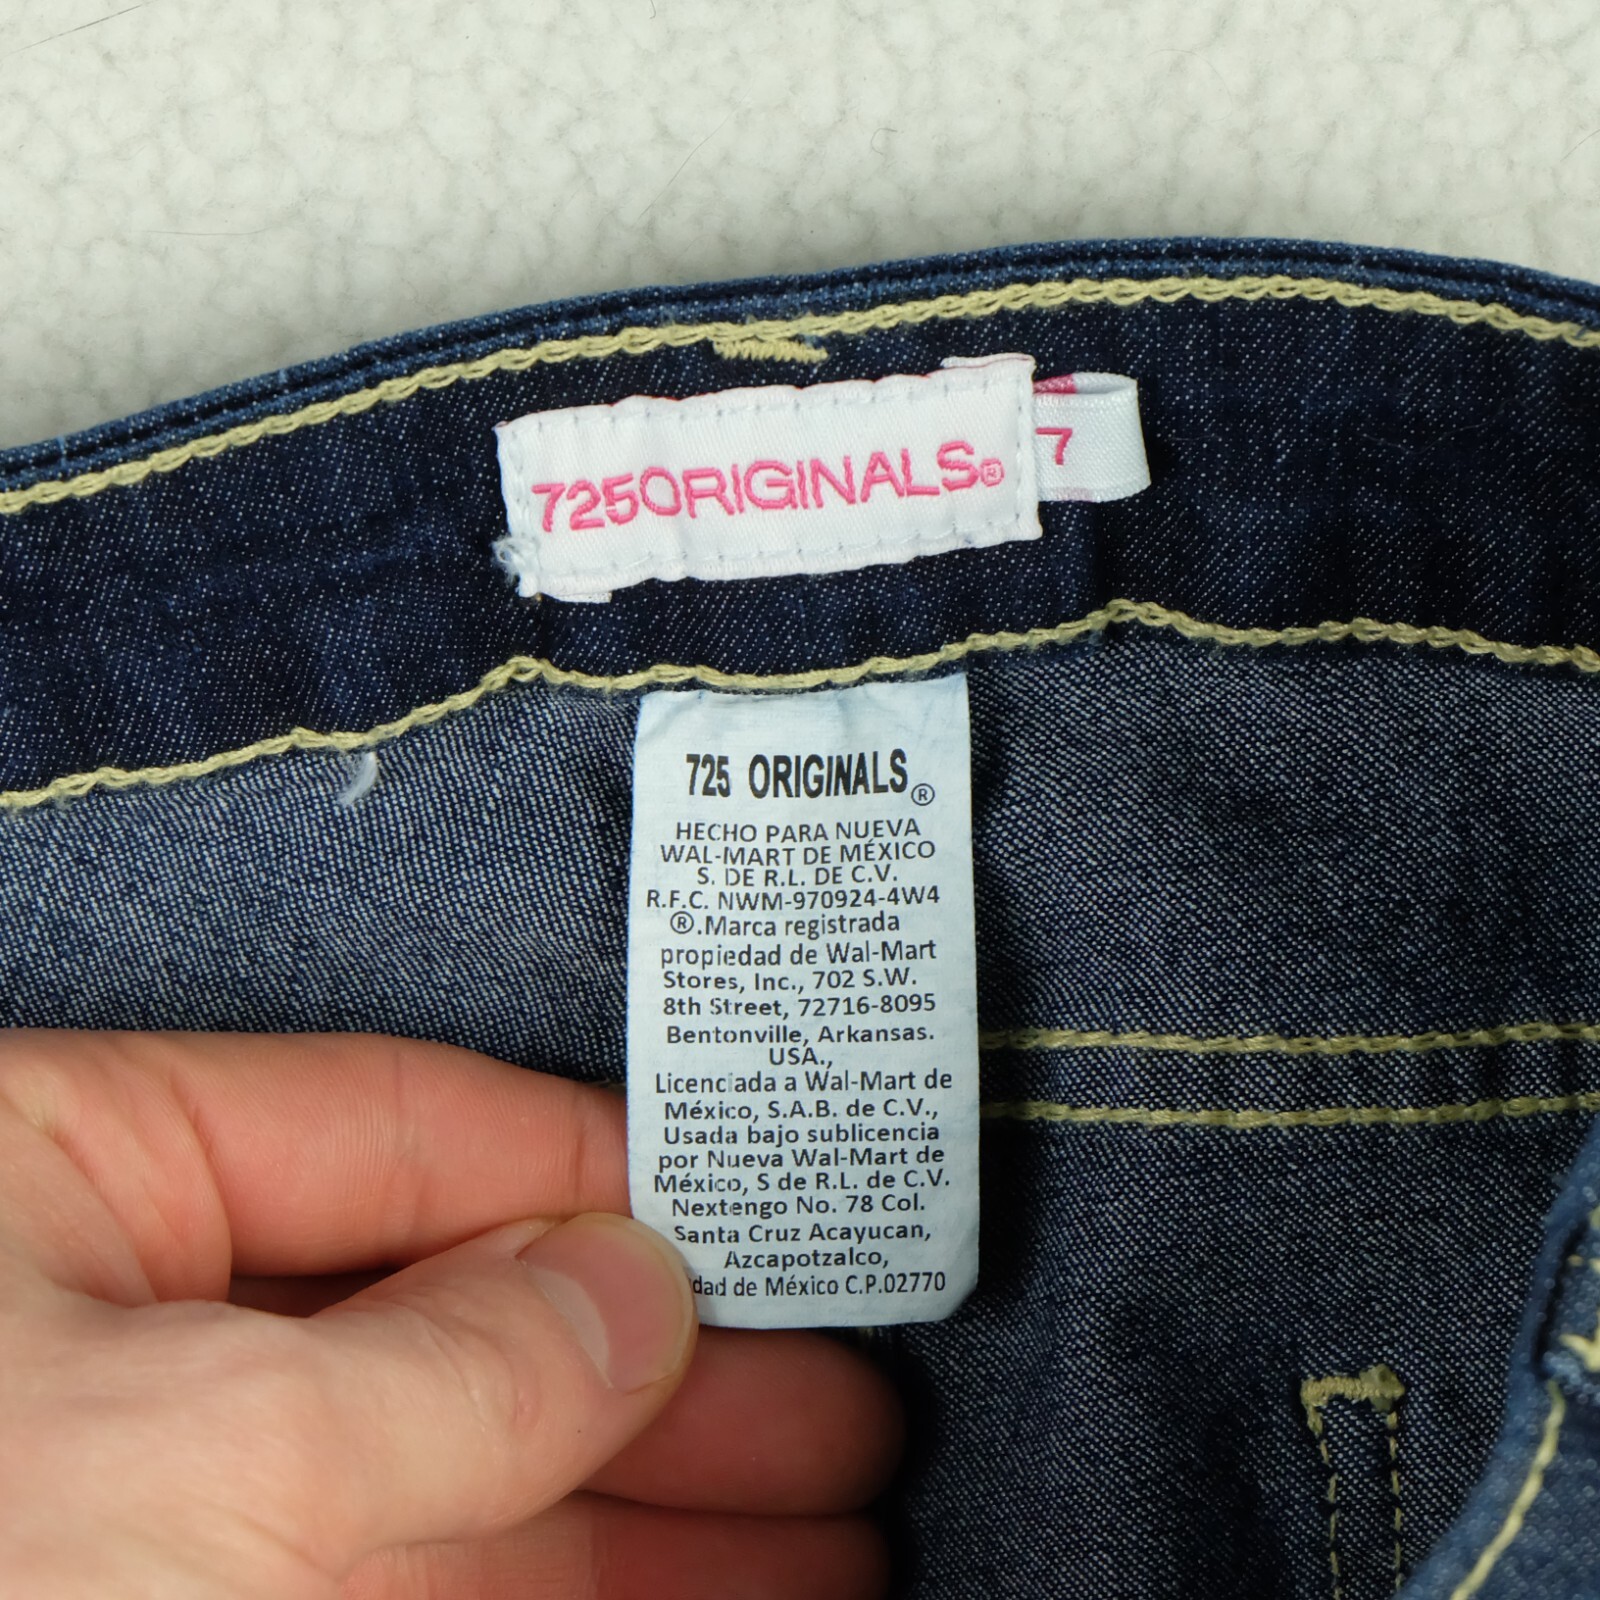 725ORIGINALS®
7
725 ORIGINALS®
HECHO PARA NUEVA
WAL-MART DE MÉXICO
S. DE R.L. DE C.V.
R.F.C. NWM-970924-4W4
®.Marca registrada
propiedad de Wal-Mart
Stores, Inc., 702 S.W.
8th Street, 72716-8095
Bentonville, Arkansas.
USA.,
Licenciada a Wal-Mart de
México, S.A.B. de C.V.,
Usada bajo sublicencia
por Nueva Wal-Mart de
México, S de R.L. de C.V.
Nextengo No. 78 Col.
Santa Cruz Acayucan,
Azcapotzalco,
dad de México C.P.02770